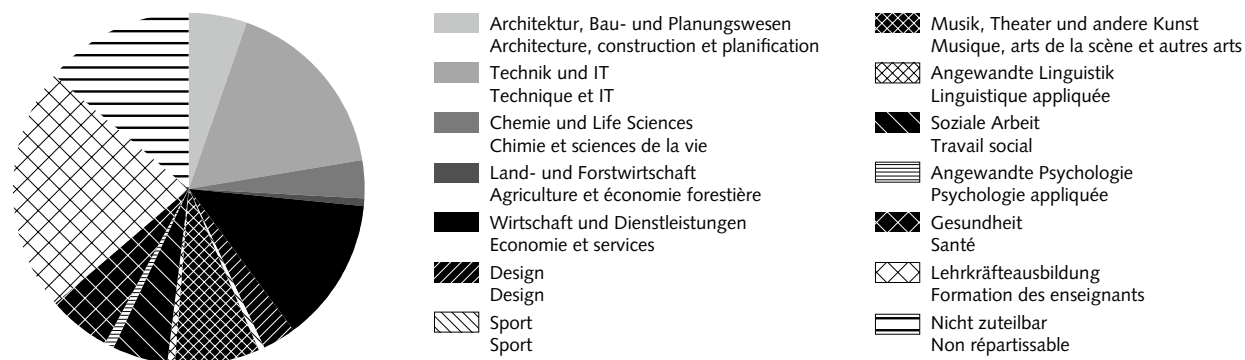 Architektur, Bau- und Planungswesen
Architecture, construction et planification
Technik und IT
Technique et IT
Chemie und Life Sciences
Chimie et sciences de la vie
Land- und Forstwirtschaft
Agriculture et économie forestière
Wirtschaft und Dienstleistungen
Economie et services
Design
Design
Sport
Sport
Musik, Theater und andere Kunst
Musique, arts de la scène et autres arts
Angewandte Linguistik
Linguistique appliquée
Soziale Arbeit
Travail social
Angewandte Psychologie
Psychologie appliquée
Gesundheit
Santé
Lehrkräfteausbildung
Formation des enseignants
Nicht zuteilbar
Non répartissable